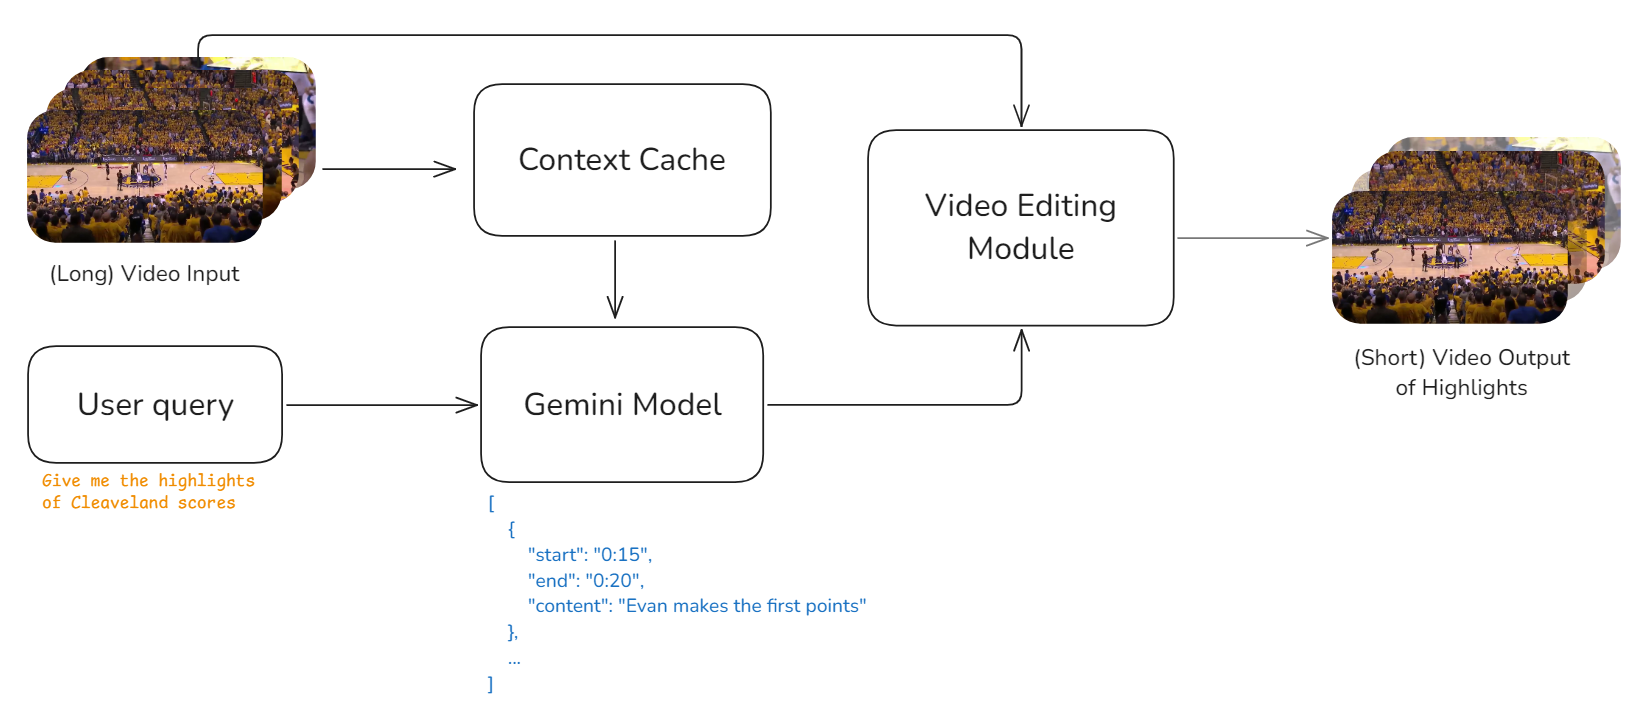 Context Cache
Video Editing
Module
(Long) Video Input
User query
Gemini Model
(Short) Video Output
of Highlights
Give me the highlights
of Cleaveland scores
[
{
"start": "0:15",
"end": "0:20",
"content": "Evan makes the first points"
},
...
]